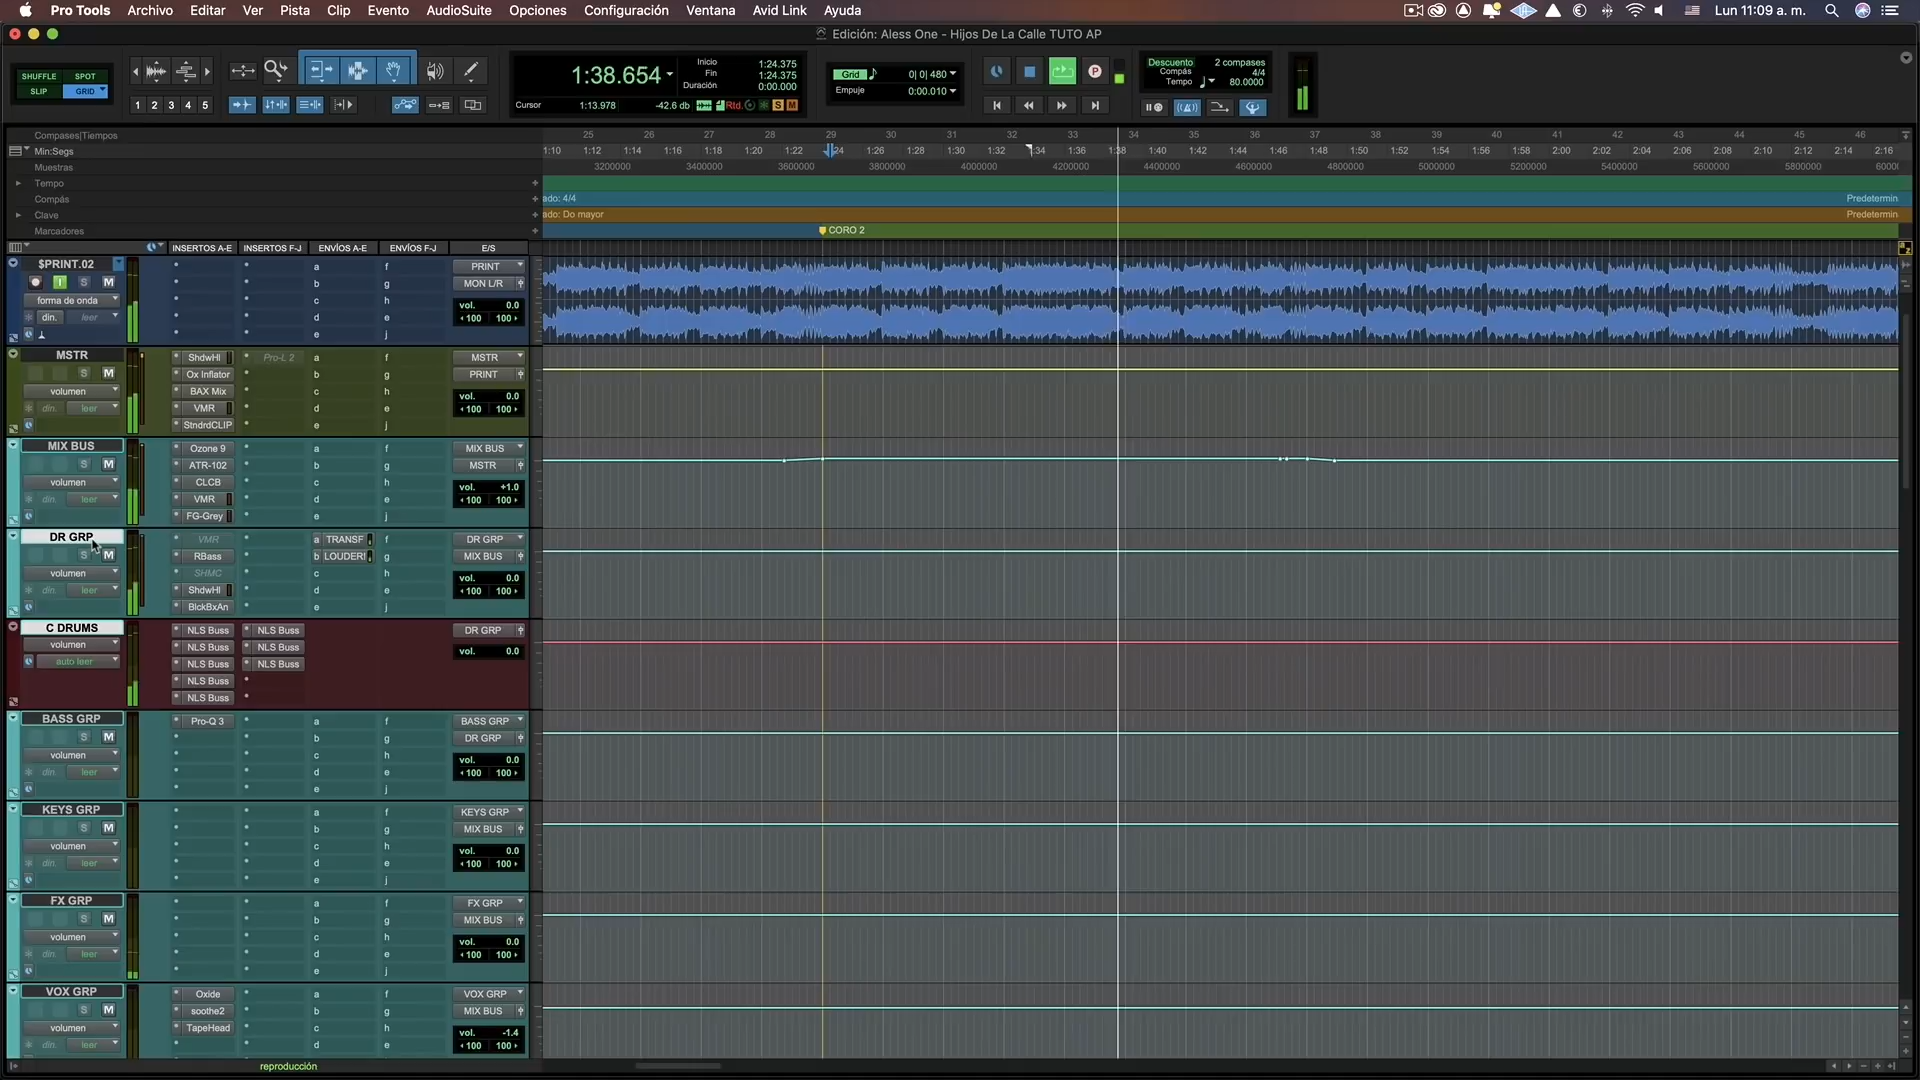 Pro Tools Archivo Editar Ver Pista Clip Evento AudioSuite Opciones Configuración Ventana Avid Link Ayuda Lun 11:09 a. m.
Edición: Aless One - Hijos De La Calle TUTO AP
SHUFFLE SPOT
SLIP GRID
1 2 3 4 5
1:38.654
Inicio 1:24.375
Fin 1:24.375
Duración 0:00.000
Cursor 1:13.978 -42.6 db Rtd. S M
Grid 0| 0| 480
Empuje 0:00.010
P
Descuento 2 compases
Compás 4/4
Tempo 80.0000
Compases|Tiempos 25 26 27 28 29 30 31 32 33 34 35 36 37 38 39 40 41 42 43 44 45 46
Min:Segs 1:10 1:12 1:14 1:16 1:18 1:20 1:22 1:24 1:26 1:28 1:30 1:32 1:34 1:36 1:38 1:40 1:42 1:44 1:46 1:48 1:50 1:52 1:54 1:56 1:58 2:00 2:02 2:04 2:06 2:08 2:10 2:12 2:14 2:16
Muestras 3200000 3400000 3600000 3800000 4000000 4200000 4400000 4600000 4800000 5000000 5200000 5400000 5600000 5800000 60000
Tempo
Compás ado: 4/4 Predetermin
Clave ado: Do mayor Predetermin
Marcadores CORO 2
INSERTOS A-E INSERTOS F-J ENVÍOS A-E ENVÍOS F-J E/S
$PRINT.02 a f PRINT
I S M b g MON L/R
forma de onda c h vol. 0.0
din. leer d i 100 100
e j
MSTR ShdwHl Pro-L 2 a f MSTR
S M Ox Inflator b g PRINT
volumen BAX Mix c h vol. 0.0
din. leer VMR d e 100 100
StndrdCLIP e j
MIX BUS Ozone 9 a f MIX BUS
S M ATR-102 b g MSTR
volumen CLCB c h vol. +1.0
din. leer VMR d e 100 100
FG-Grey e j
DR GRP VMR a TRANSF f DR GRP
S M RBass b LOUDERI g MIX BUS
volumen SHMC c h vol. 0.0
din. leer ShdwHl d e 100 100
BlckBxAn e j
C DRUMS NLS Buss NLS Buss DR GRP
volumen NLS Buss NLS Buss vol. 0.0
auto leer NLS Buss NLS Buss
NLS Buss
NLS Buss
BASS GRP Pro-Q 3 a f BASS GRP
S M b g DR GRP
volumen c h vol. 0.0
din. leer d e 100 100
e j
KEYS GRP a f KEYS GRP
S M b g MIX BUS
volumen c h vol. 0.0
din. leer d e 100 100
e j
FX GRP a f FX GRP
S M b g MIX BUS
volumen c h vol. 0.0
din. leer d e 100 100
e j
VOX GRP Oxide a f VOX GRP
S M soothe2 b g MIX BUS
volumen TapeHead c h vol. -1.4
din. leer d e 100 100
reproducción